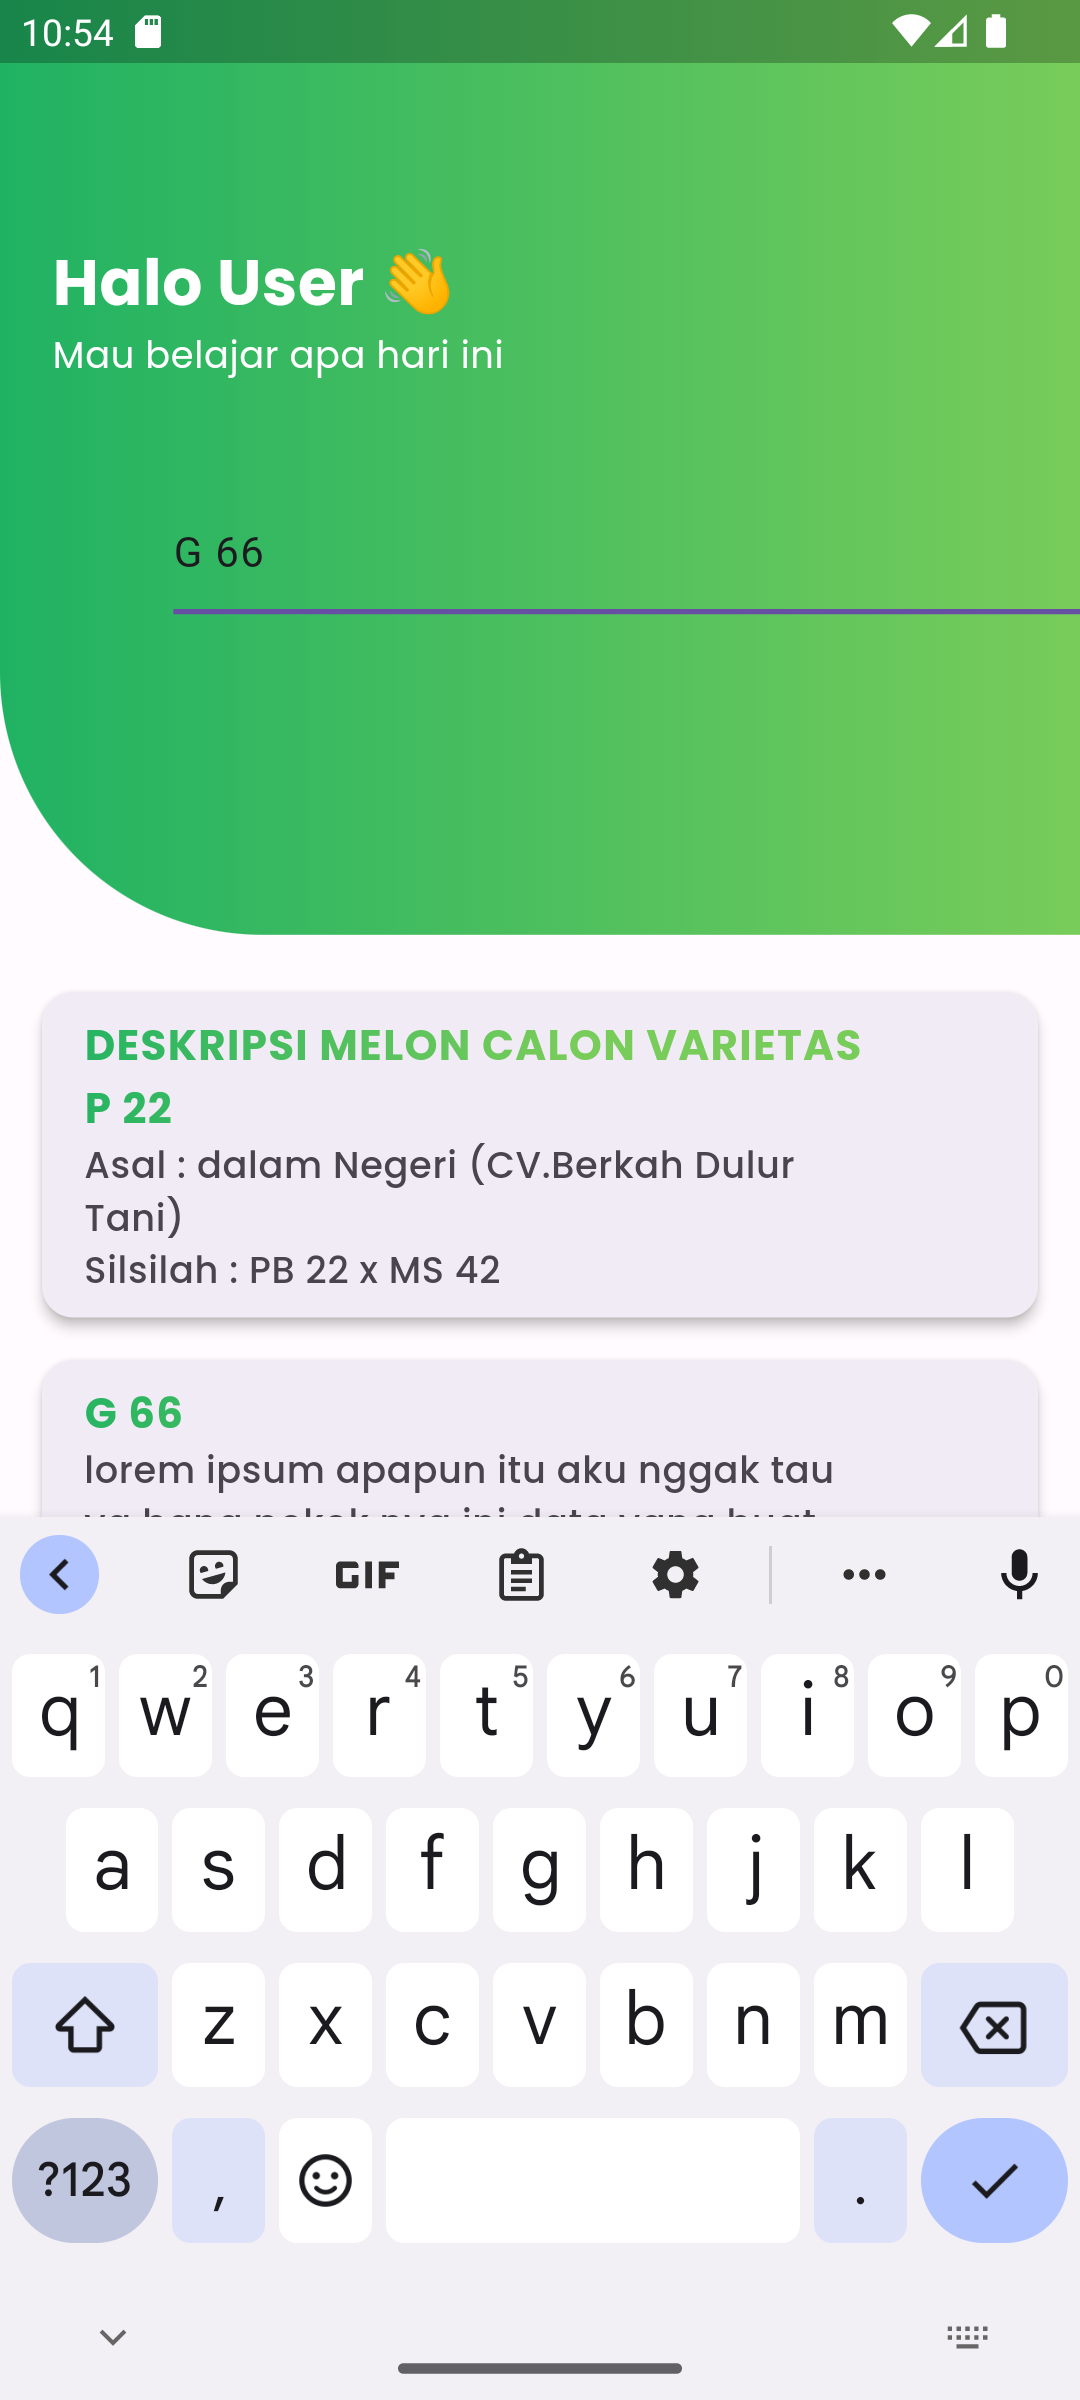 10:54
Halo User 👋
Mau belajar apa hari ini
G 66
DESKRIPSI MELON CALON VARIETAS
P 22
Asal : dalam Negeri (CV.Berkah Dulur
Tani)
Silsilah : PB 22 x MS 42
G 66
lorem ipsum apapun itu aku nggak tau
GIF
q 1 w 2 e 3 r 4 t 5 y 6 u 7 i 8 o 9 p 0
a s d f g h j k l
z x c v b n m
?123 , .